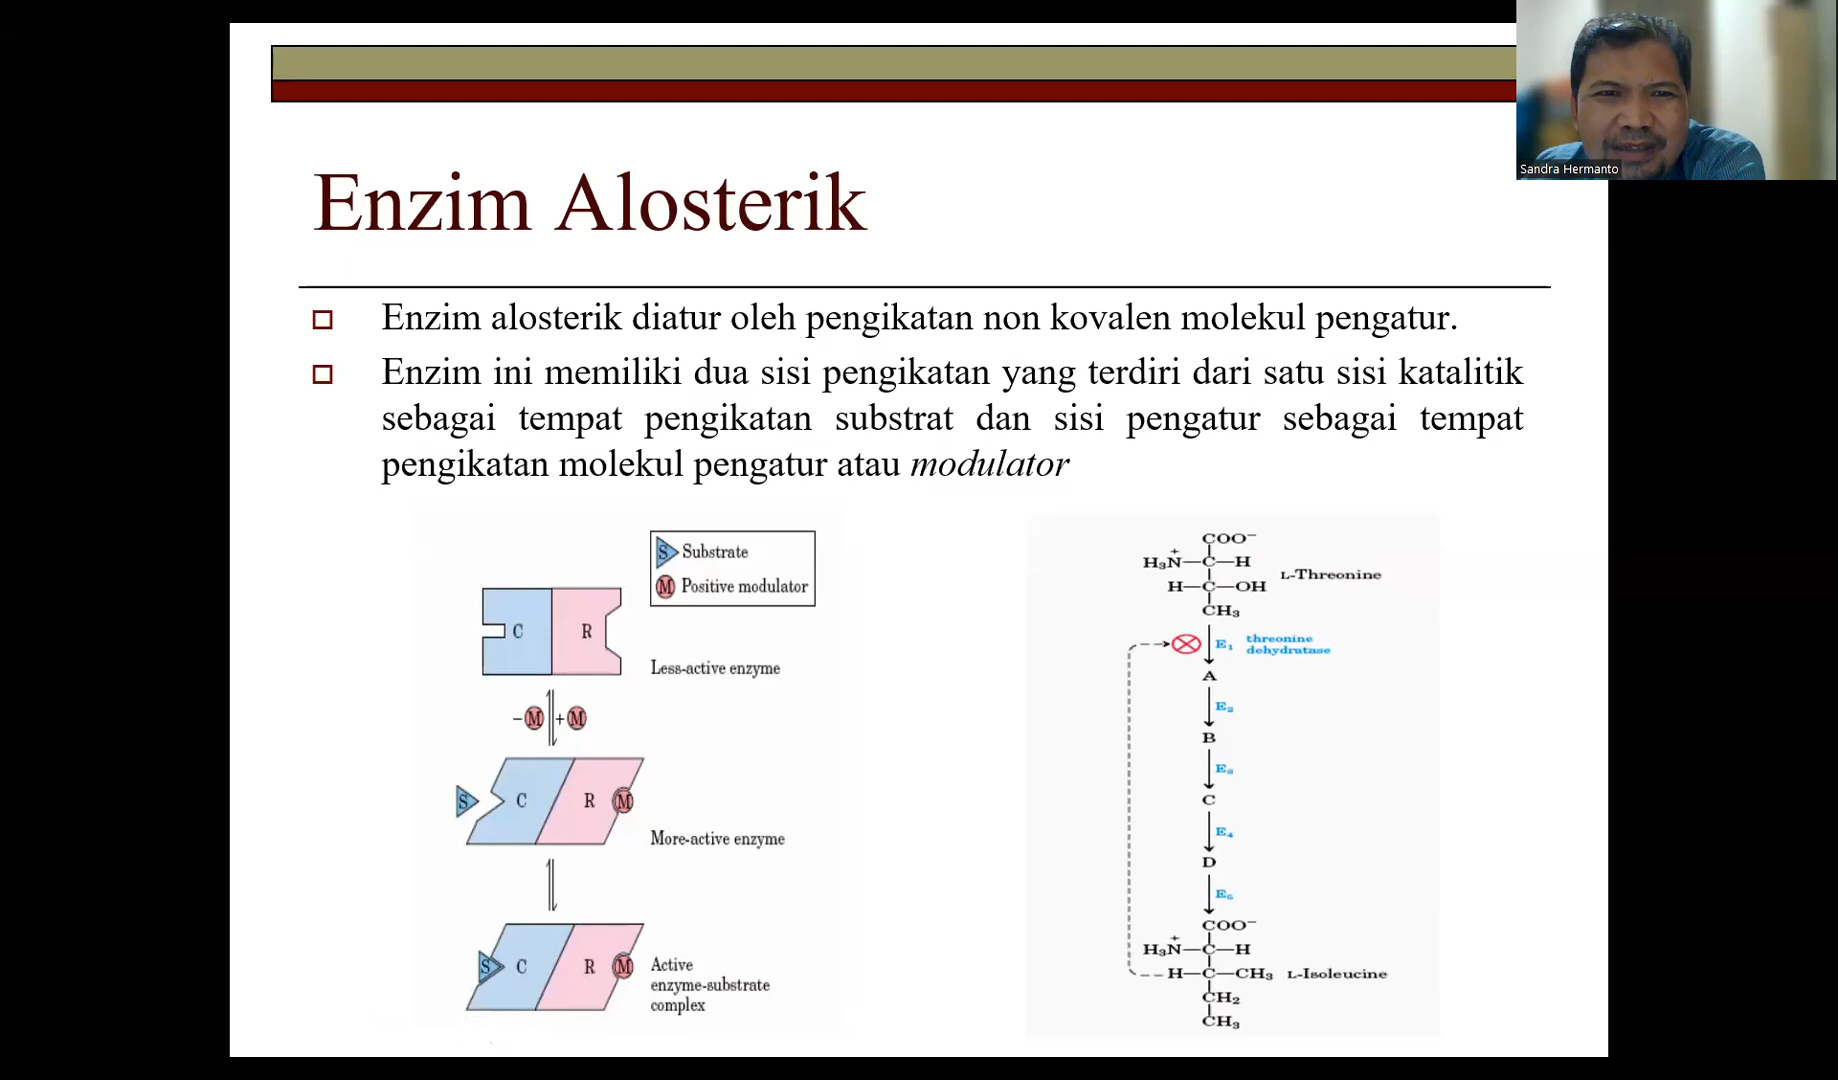 Sandra Hermanto
Enzim Alosterik
Enzim alosterik diatur oleh pengikatan non kovalen molekul pengatur.
Enzim ini memiliki dua sisi pengikatan yang terdiri dari satu sisi katalitik
sebagai tempat pengikatan substrat dan sisi pengatur sebagai tempat
pengikatan molekul pengatur atau modulator
S Substrate
M Positive modulator
C R
Less-active enzyme
−M +M
S C R M
More-active enzyme
S C R M
Active
enzyme-substrate
complex
COO⁻
H₃N⁺—C—H
L-Threonine
H—C—OH
CH₃
E₁ threonine
dehydratase
A
E₂
B
E₃
C
E₄
D
E₅
COO⁻
H₃N⁺—C—H
H—C—CH₃ L-Isoleucine
CH₂
CH₃